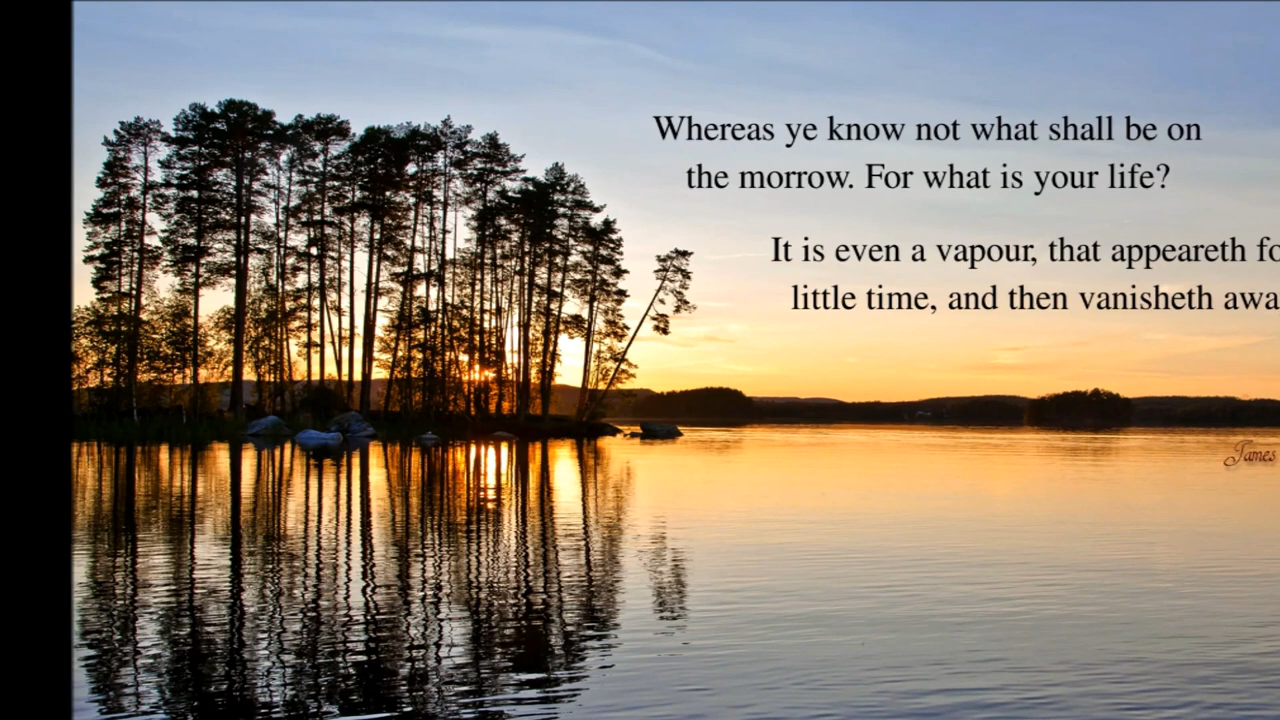 Whereas ye know not what shall be on
the morrow. For what is your life?
It is even a vapour, that appeareth fo
little time, and then vanisheth awa
James